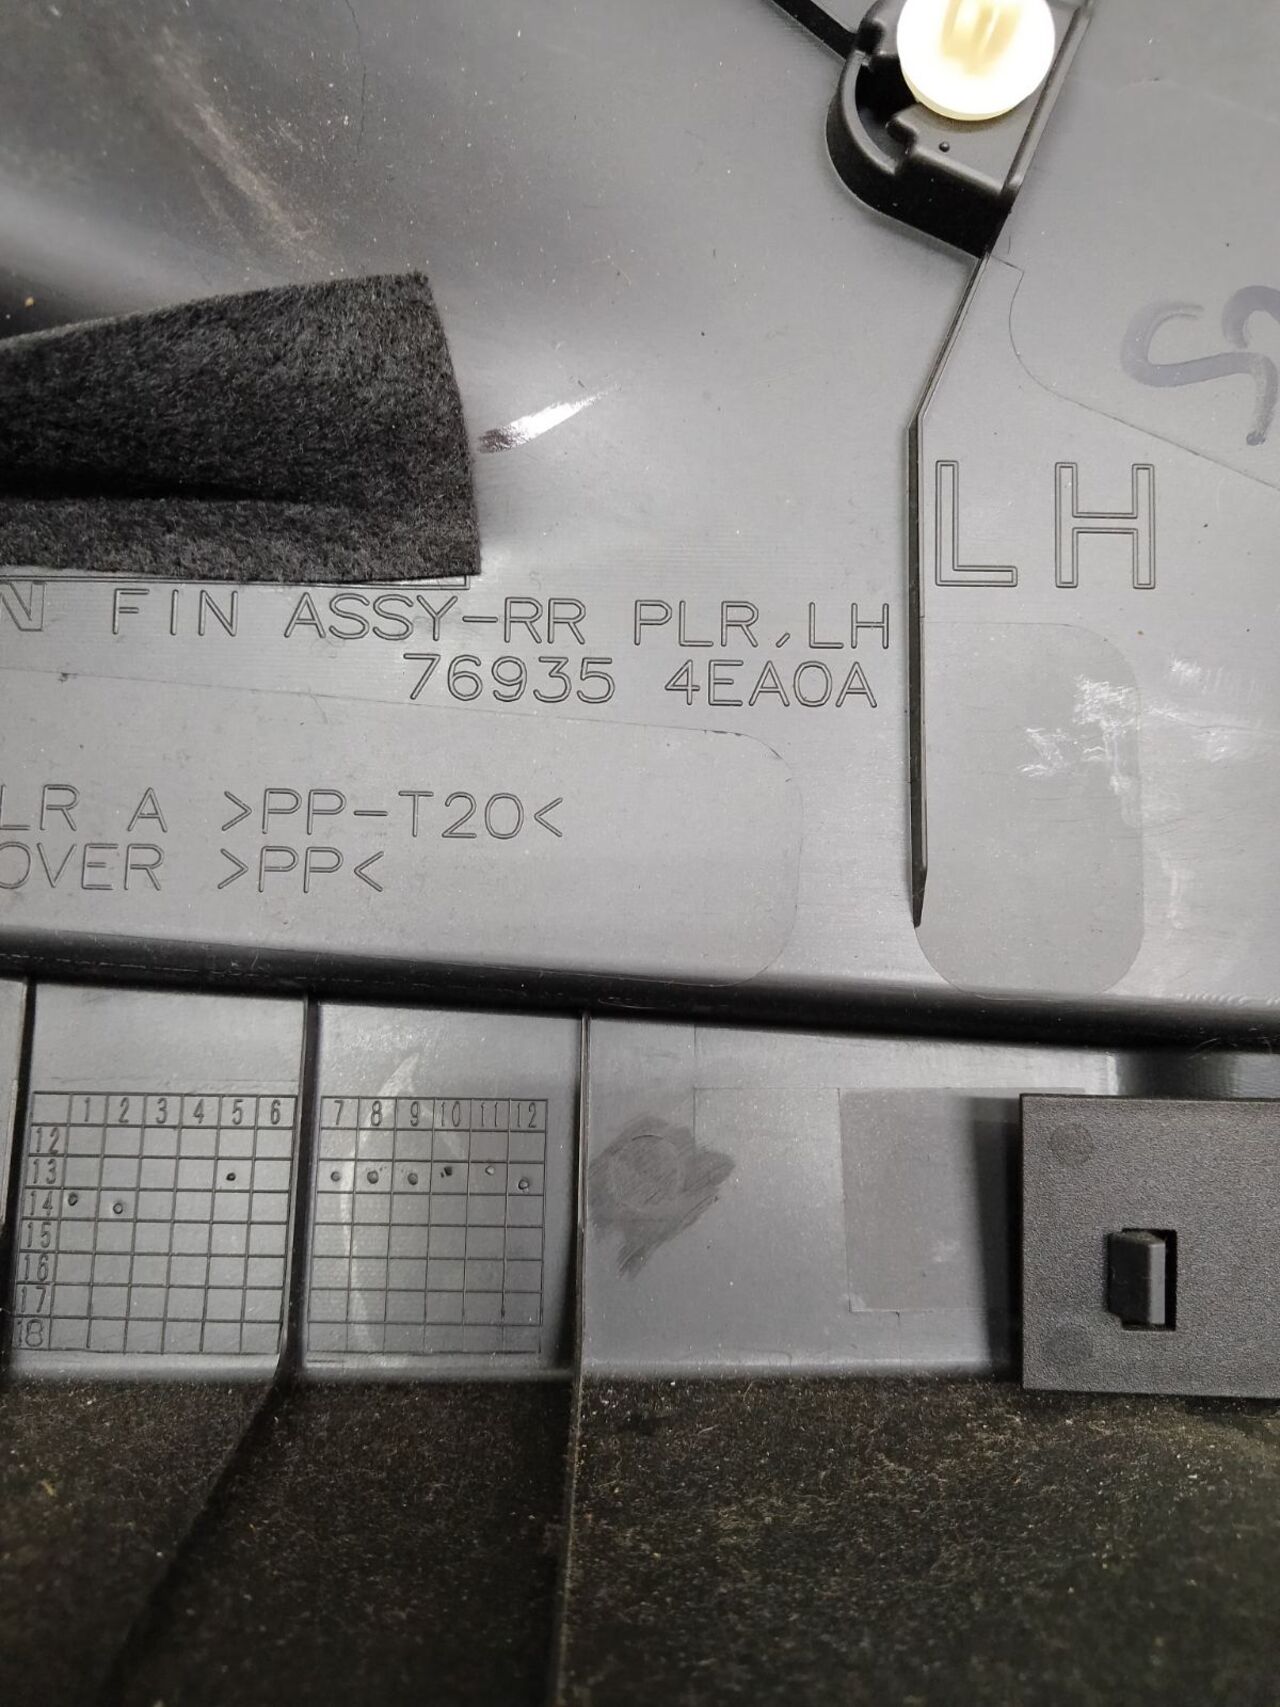 LH
N FIN ASSY-RR PLR, LH
76935 4EA0A
LR A >PP-T20<
OVER >PP<
1 2 3 4 5 6 7 8 9 10 11 12
12
13
14
15
16
17
18